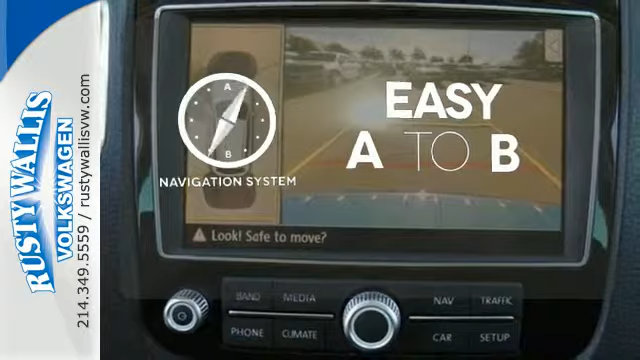 RUSTY WALLIS
VOLKSWAGEN
214.349.5559 / rustywallisvw.com
A
B
NAVIGATION SYSTEM
EASY
A TO B
Look! Safe to move?
BAND
MEDIA
NAV
TRAFFIC
PHONE
CLIMATE
CAR
SETUP